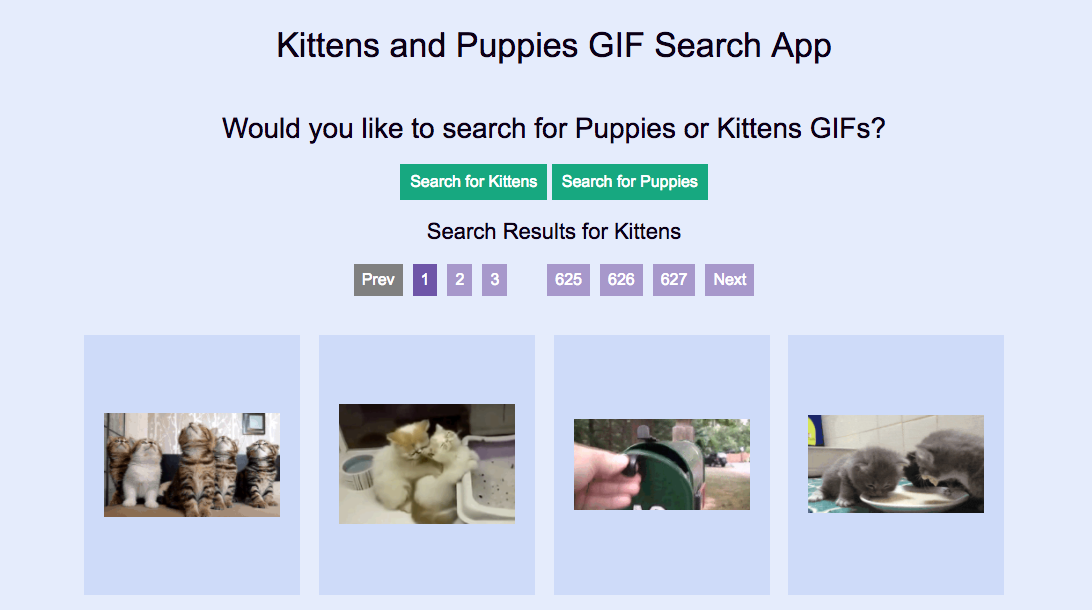 Kittens and Puppies GIF Search App
Would you like to search for Puppies or Kittens GIFs?
Search for Kittens Search for Puppies
Search Results for Kittens
Prev 1 2 3 625 626 627 Next